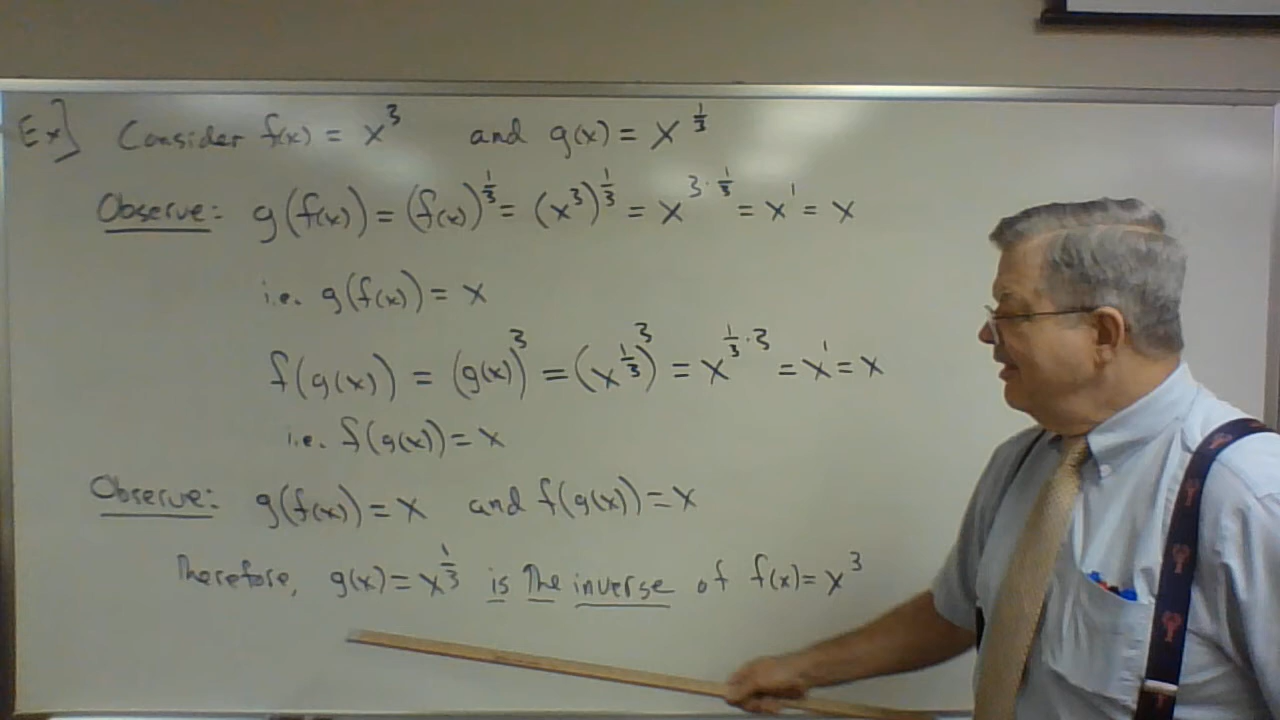 Ex] Consider f(x) = x^3 and g(x) = x^{1/3}
Observe: g(f(x)) = (f(x))^{1/3} = (x^3)^{1/3} = x^{3·1/3} = x^1 = x
i.e. g(f(x)) = x
f(g(x)) = (g(x))^3 = (x^{1/3})^3 = x^{1/3·3} = x^1 = x
i.e. f(g(x)) = x
Observe: g(f(x)) = x and f(g(x)) = x
Therefore, g(x) = x^{1/3} is The inverse of f(x) = x^3